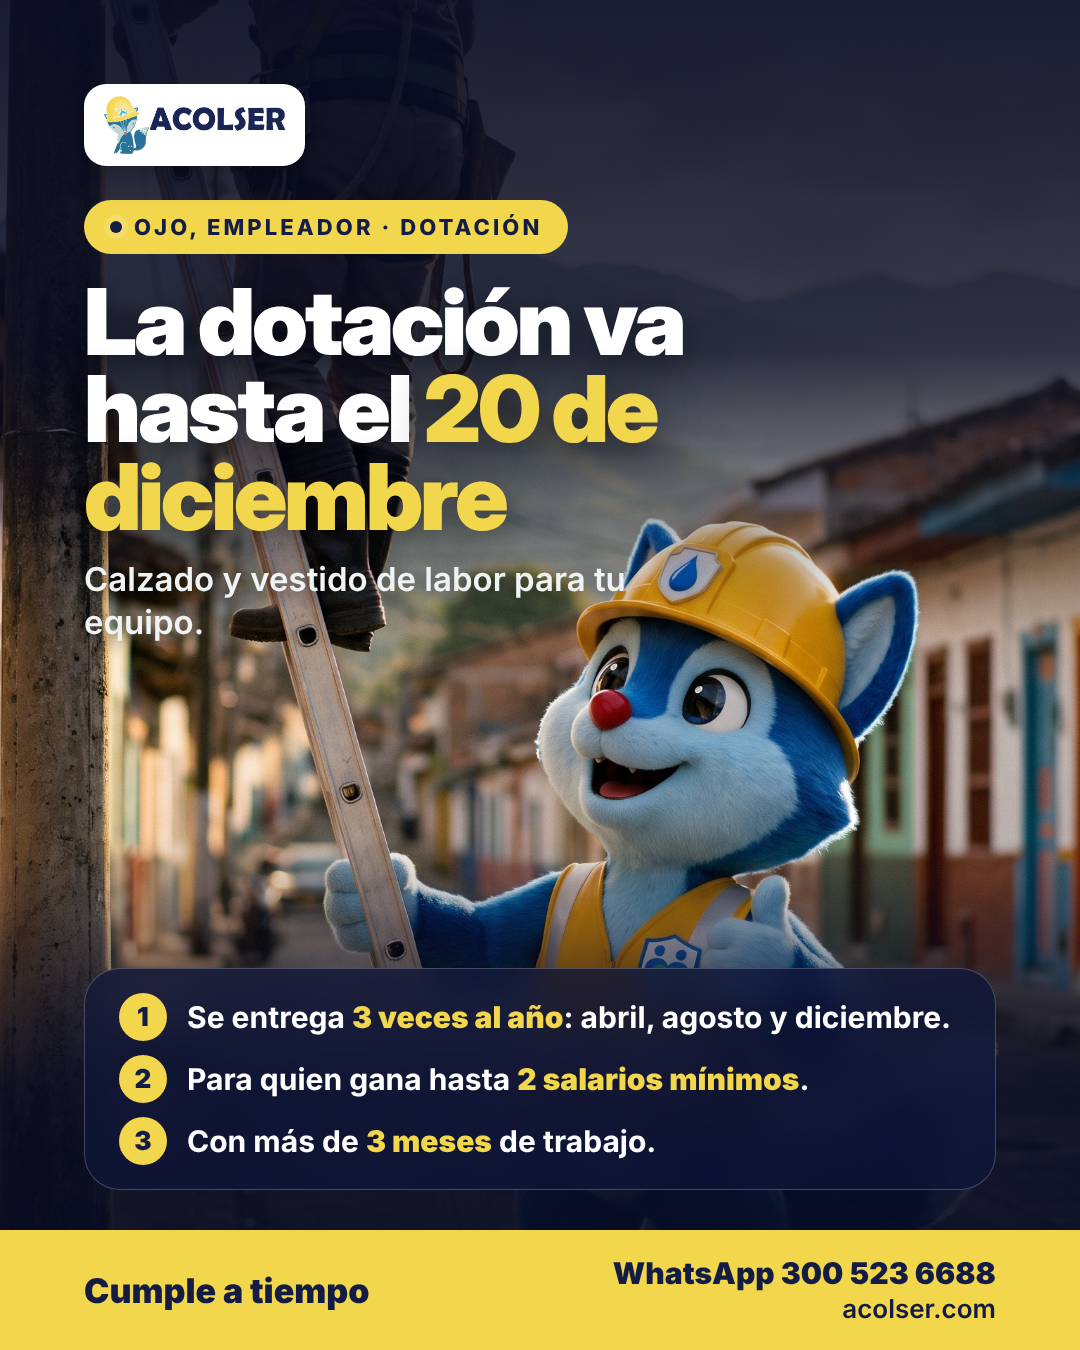 ACOLSER
OJO, EMPLEADOR · DOTACIÓN
La dotación va
hasta el 20 de
diciembre
Calzado y vestido de labor para tu
equipo.
1 Se entrega 3 veces al año: abril, agosto y diciembre.
2 Para quien gana hasta 2 salarios mínimos.
3 Con más de 3 meses de trabajo.
Cumple a tiempo
WhatsApp 300 523 6688
acolser.com